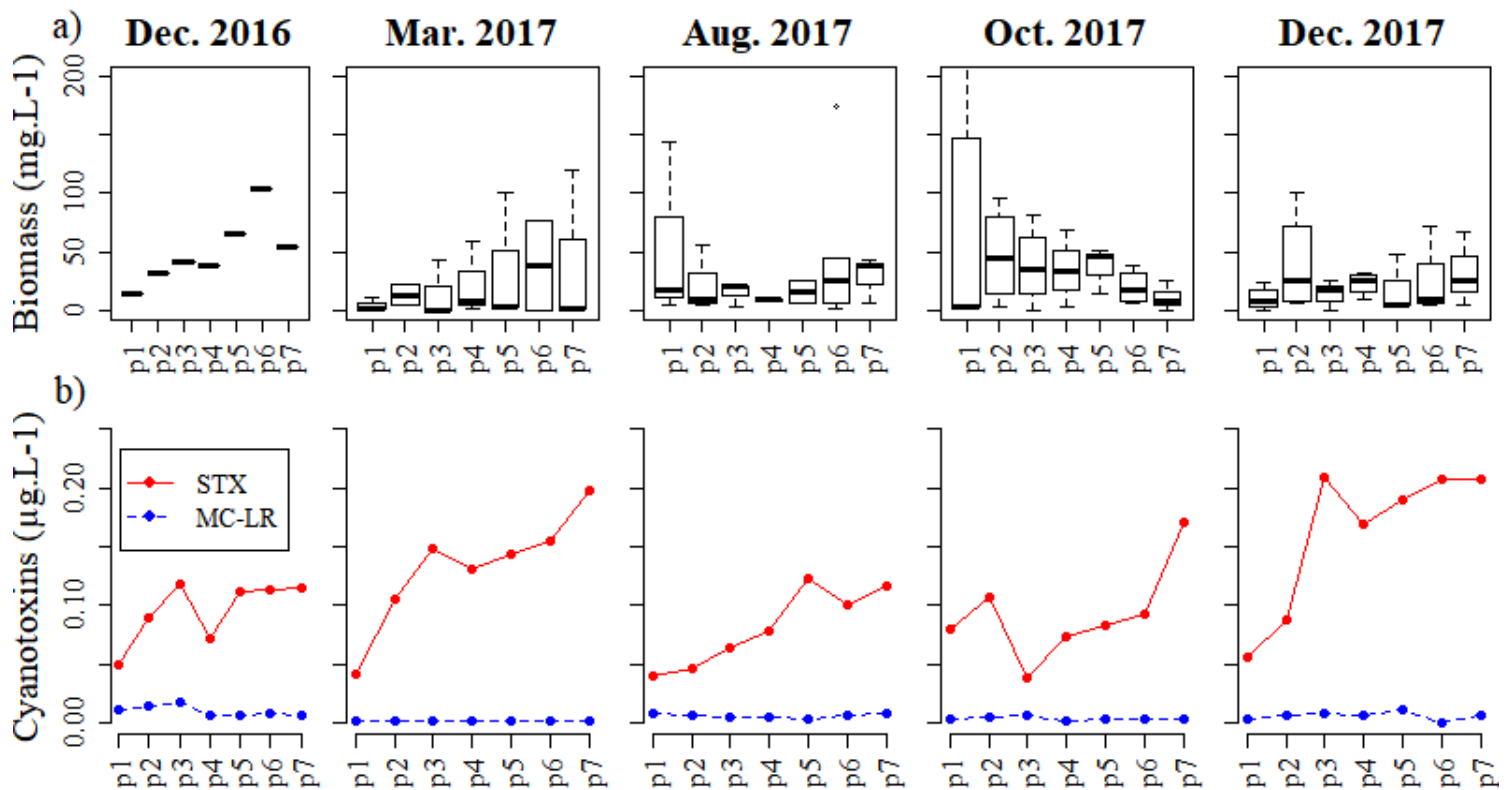 a)
Dec. 2016 Mar. 2017 Aug. 2017 Oct. 2017 Dec. 2017
Biomass (mg.L-1)
200
100
50
0
p1 p2 p3 p4 p5 p6 p7 p1 p2 p3 p4 p5 p6 p7 p1 p2 p3 p4 p5 p6 p7 p1 p2 p3 p4 p5 p6 p7 p1 p2 p3 p4 p5 p6 p7
b)
Cyanotoxins (µg.L-1)
0.20
0.10
0.00
STX
MC-LR
p1 p2 p3 p4 p5 p6 p7 p1 p2 p3 p4 p5 p6 p7 p1 p2 p3 p4 p5 p6 p7 p1 p2 p3 p4 p5 p6 p7 p1 p2 p3 p4 p5 p6 p7